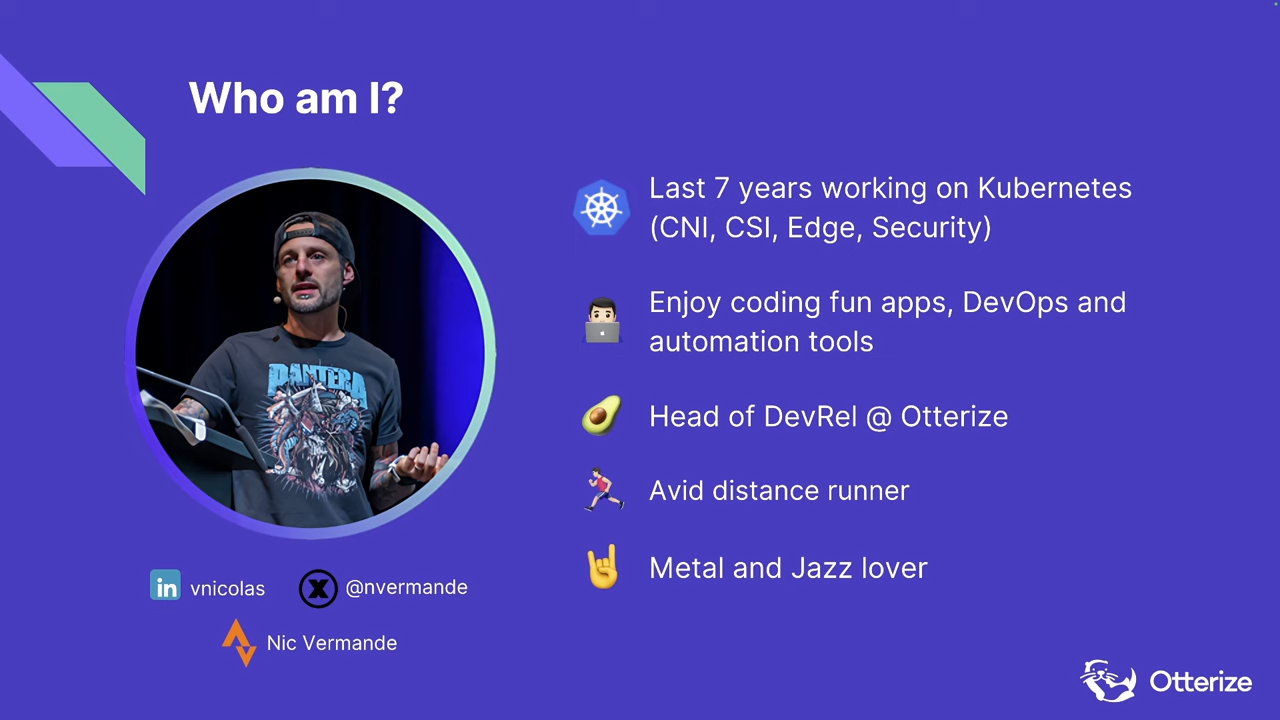 Who am I?
PANTERA
Last 7 years working on Kubernetes
(CNI, CSI, Edge, Security)
Enjoy coding fun apps, DevOps and
automation tools
Head of DevRel @ Otterize
Avid distance runner
Metal and Jazz lover
in vnicolas
X @nvermande
Nic Vermande
Otterize